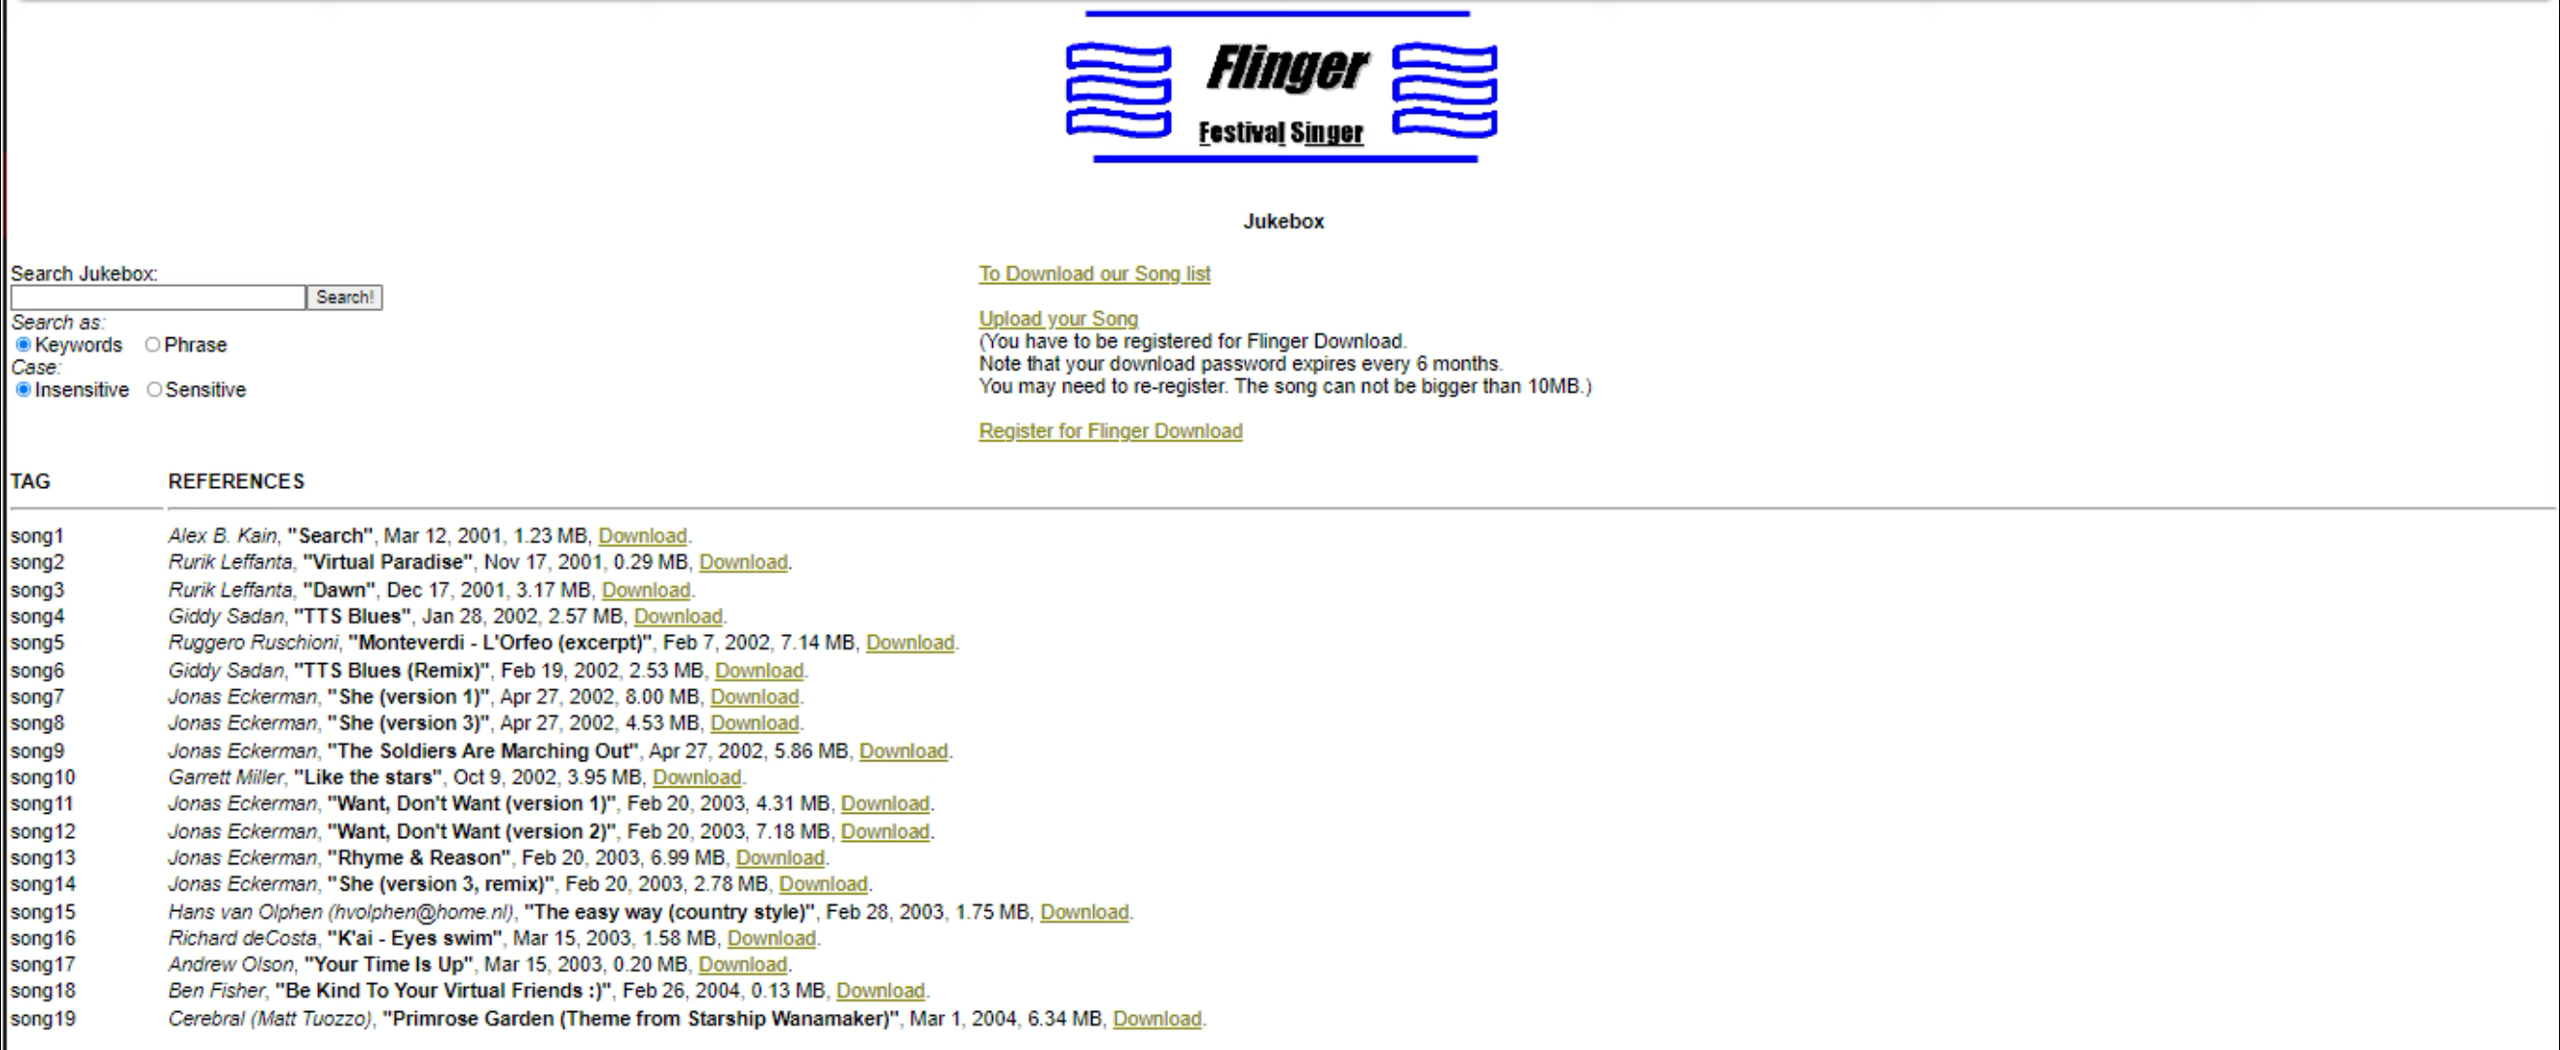 Flinger
Festival Singer
Jukebox
Search Jukebox:
Search!
Search as:
Keywords Phrase
Case:
Insensitive Sensitive
To Download our Song list
Upload your Song
(You have to be registered for Flinger Download.
Note that your download password expires every 6 months.
You may need to re-register. The song can not be bigger than 10MB.)
Register for Flinger Download
TAG REFERENCES
song1 Alex B. Kain, "Search", Mar 12, 2001, 1.23 MB, Download.
song2 Rurik Leffanta, "Virtual Paradise", Nov 17, 2001, 0.29 MB, Download.
song3 Rurik Leffanta, "Dawn", Dec 17, 2001, 3.17 MB, Download.
song4 Giddy Sadan, "TTS Blues", Jan 28, 2002, 2.57 MB, Download.
song5 Ruggero Ruschioni, "Monteverdi - L'Orfeo (excerpt)", Feb 7, 2002, 7.14 MB, Download.
song6 Giddy Sadan, "TTS Blues (Remix)", Feb 19, 2002, 2.53 MB, Download.
song7 Jonas Eckerman, "She (version 1)", Apr 27, 2002, 8.00 MB, Download.
song8 Jonas Eckerman, "She (version 3)", Apr 27, 2002, 4.53 MB, Download.
song9 Jonas Eckerman, "The Soldiers Are Marching Out", Apr 27, 2002, 5.86 MB, Download.
song10 Garrett Miller, "Like the stars", Oct 9, 2002, 3.95 MB, Download.
song11 Jonas Eckerman, "Want, Don't Want (version 1)", Feb 20, 2003, 4.31 MB, Download.
song12 Jonas Eckerman, "Want, Don't Want (version 2)", Feb 20, 2003, 7.18 MB, Download.
song13 Jonas Eckerman, "Rhyme & Reason", Feb 20, 2003, 6.99 MB, Download.
song14 Jonas Eckerman, "She (version 3, remix)", Feb 20, 2003, 2.78 MB, Download.
song15 Hans van Olphen (hvolphen@home.nl), "The easy way (country style)", Feb 28, 2003, 1.75 MB, Download.
song16 Richard deCosta, "K'ai - Eyes swim", Mar 15, 2003, 1.58 MB, Download.
song17 Andrew Olson, "Your Time Is Up", Mar 15, 2003, 0.20 MB, Download.
song18 Ben Fisher, "Be Kind To Your Virtual Friends :)", Feb 26, 2004, 0.13 MB, Download.
song19 Cerebral (Matt Tuozzo), "Primrose Garden (Theme from Starship Wanamaker)", Mar 1, 2004, 6.34 MB, Download.